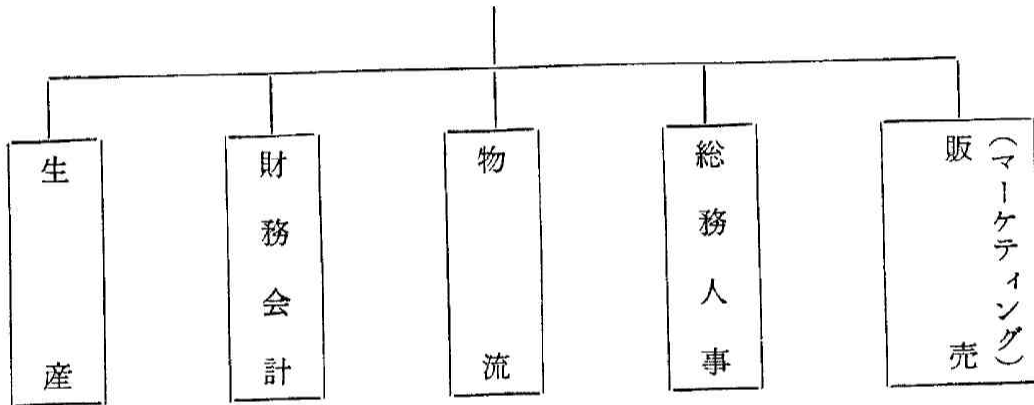 生産
財務会計
物流
総務人事
販売
(マーケティング)